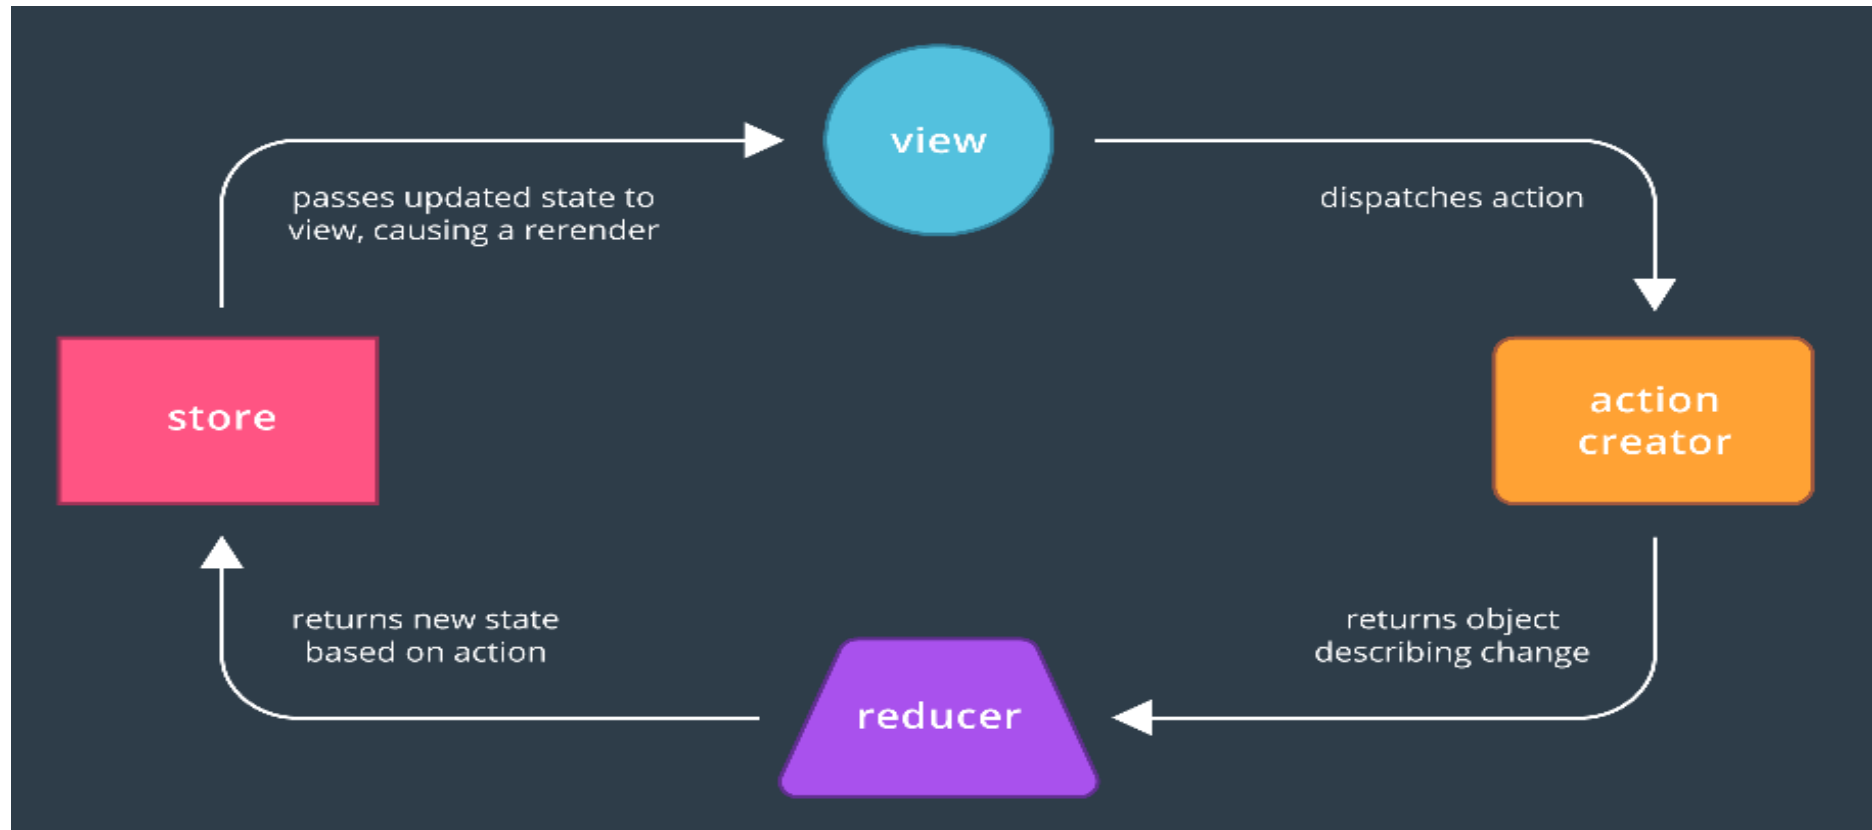 view
passes updated state to
view, causing a rerender
dispatches action
store
action
creator
returns new state
based on action
returns object
describing change
reducer